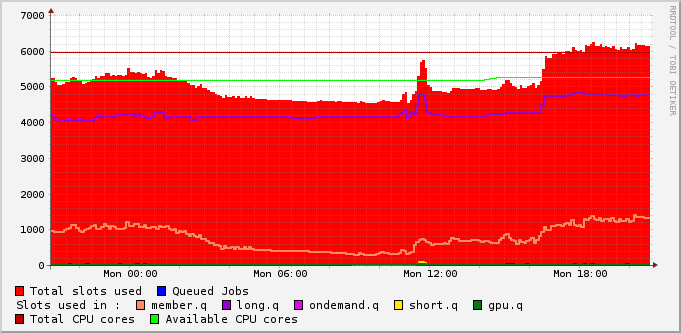 RRDTOOL / TOBI OETIKER
7000
6000
5000
4000
3000
2000
1000
0
Mon 00:00 Mon 06:00 Mon 12:00 Mon 18:00
Total slots used Queued Jobs
Slots used in : member.q long.q ondemand.q short.q gpu.q
Total CPU cores Available CPU cores